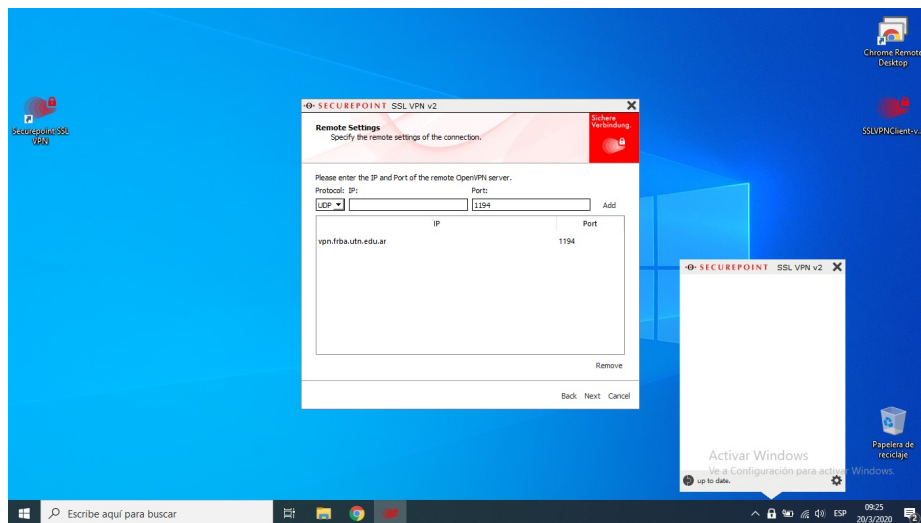 Chrome Remote
Desktop
Securepoint SSL
VPN
SSLVPNClient-v...
SECUREPOINT SSL VPN v2
Remote Settings
Specify the remote settings of the connection.
Sichere
Verbindung.
Please enter the IP and Port of the remote OpenVPN server.
Protocol: IP: Port:
UDP 1194 Add
IP Port
vpn.frba.utn.edu.ar 1194
Remove
Back Next Cancel
SECUREPOINT SSL VPN v2
Activar Windows
Ve a Configuración para activar Windows.
up to date.
Papelera de
reciclaje
Escribe aquí para buscar
ESP
09:25
20/3/2020